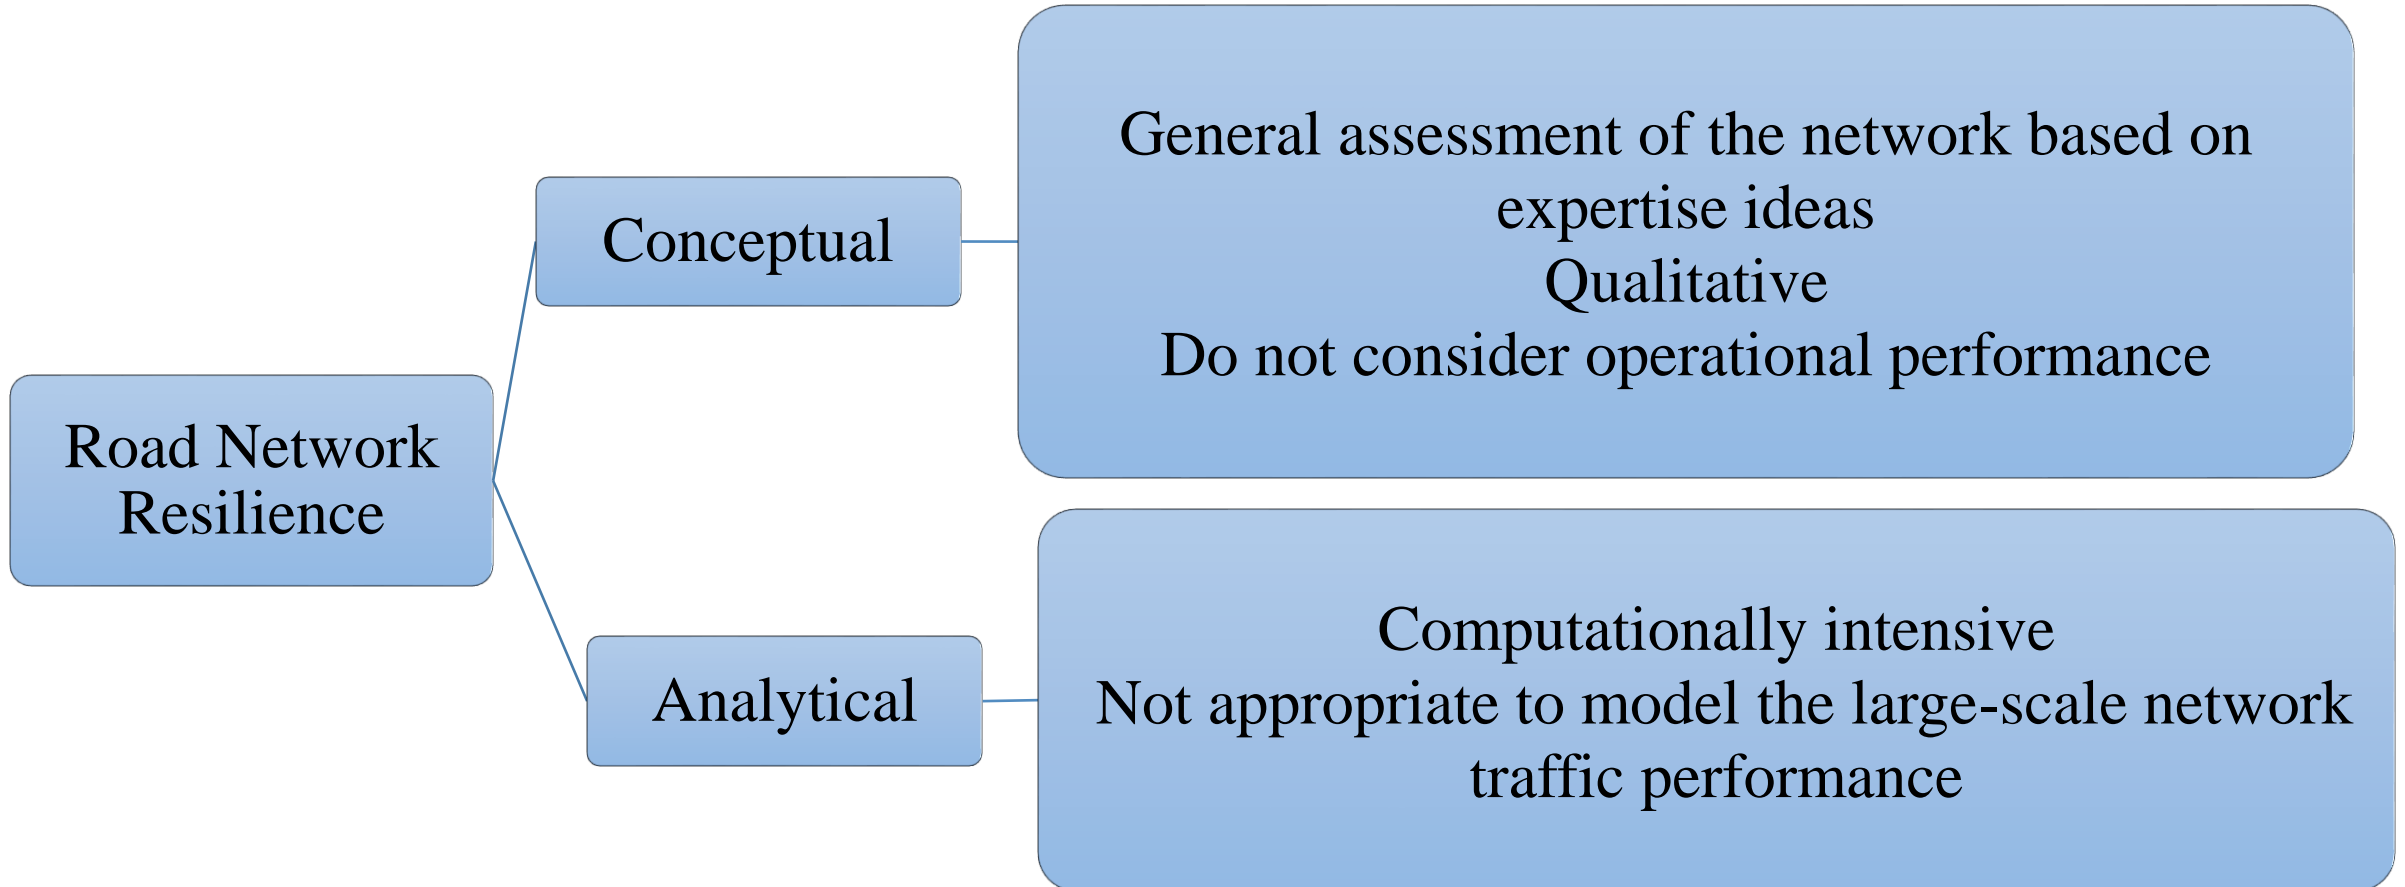 Road Network
Resilience
Conceptual
General assessment of the network based on
expertise ideas
Qualitative
Do not consider operational performance
Analytical
Computationally intensive
Not appropriate to model the large-scale network
traffic performance